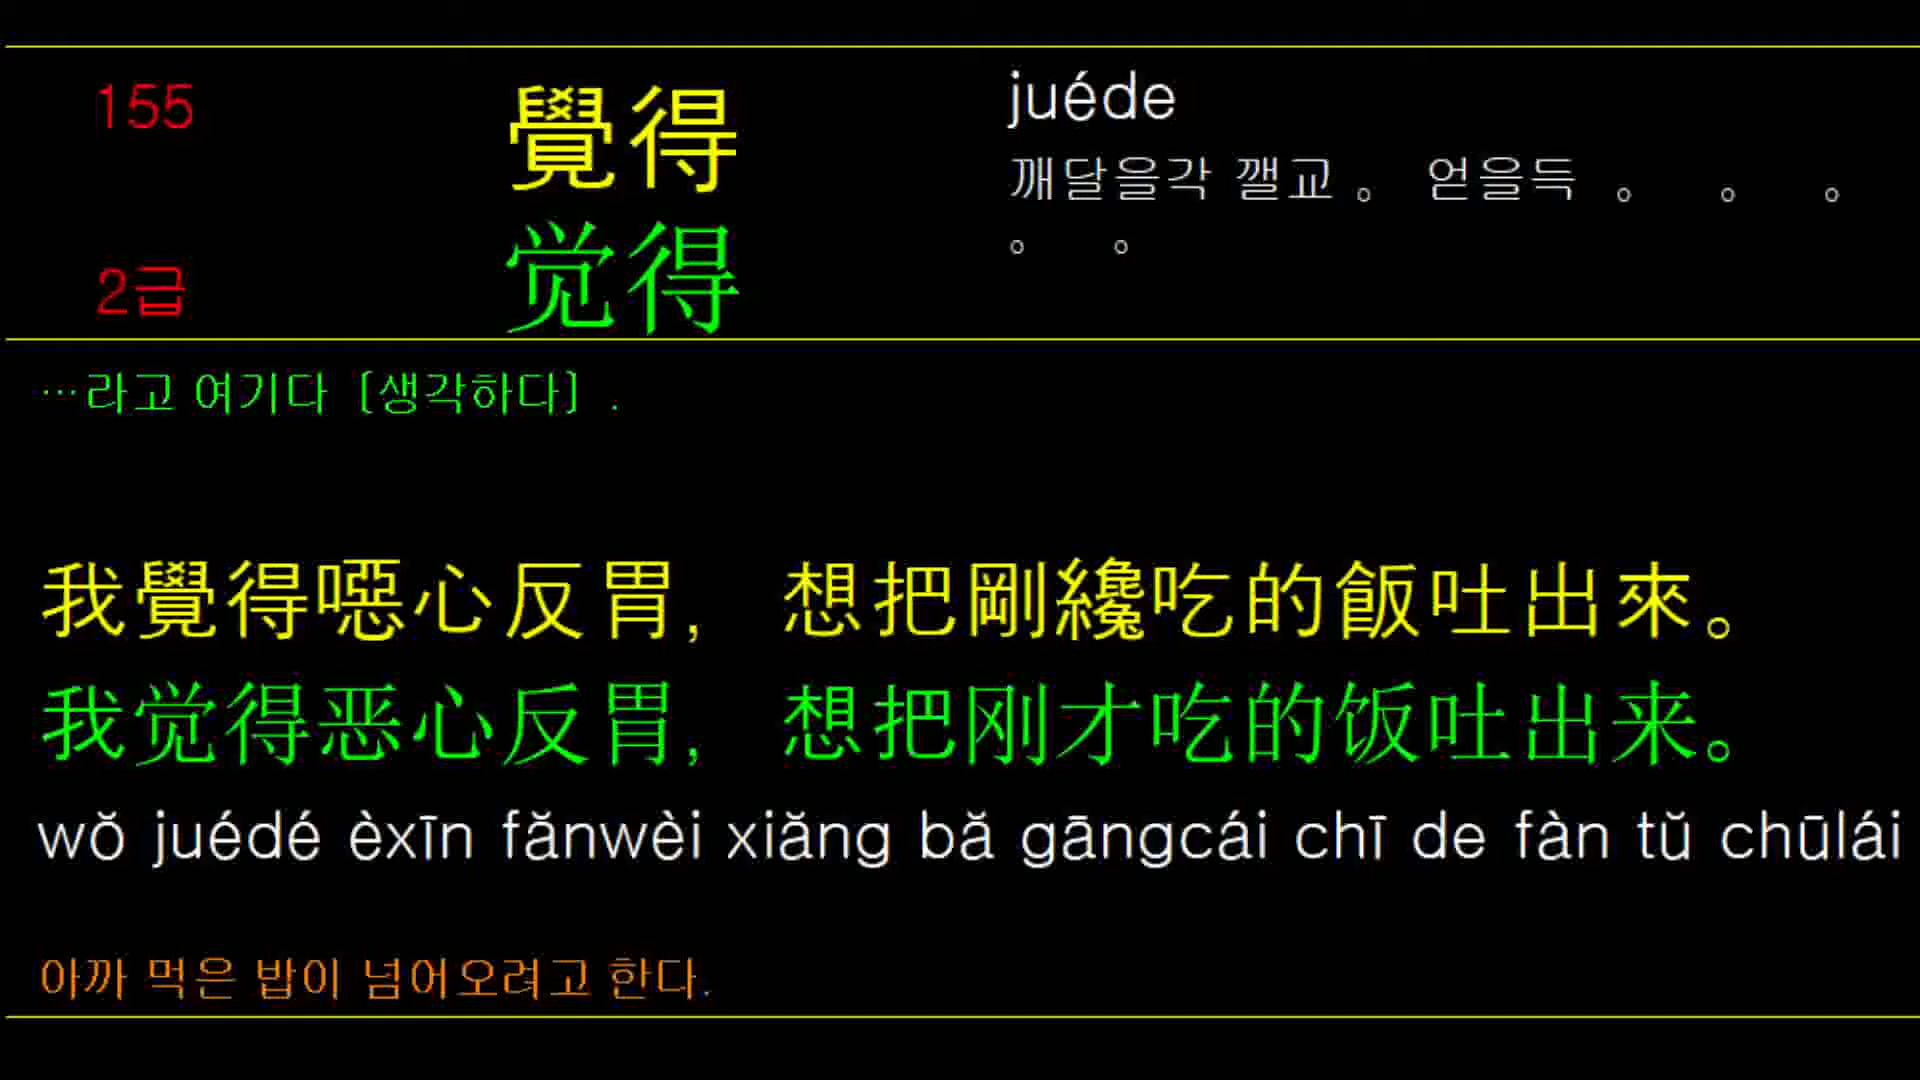 155
覺得
juéde
깨달을각 깰교 。 얻을득 。 。 。
。 。
2급
觉得
…라고 여기다〔생각하다〕.
我覺得噁心反胃, 想把剛纔吃的飯吐出來。
我觉得恶心反胃, 想把刚才吃的饭吐出来。
wǒ juédé èxīn fǎnwèi xiǎng bǎ gāngcái chī de fàn tǔ chūlái
아까 먹은 밥이 넘어오려고 한다.